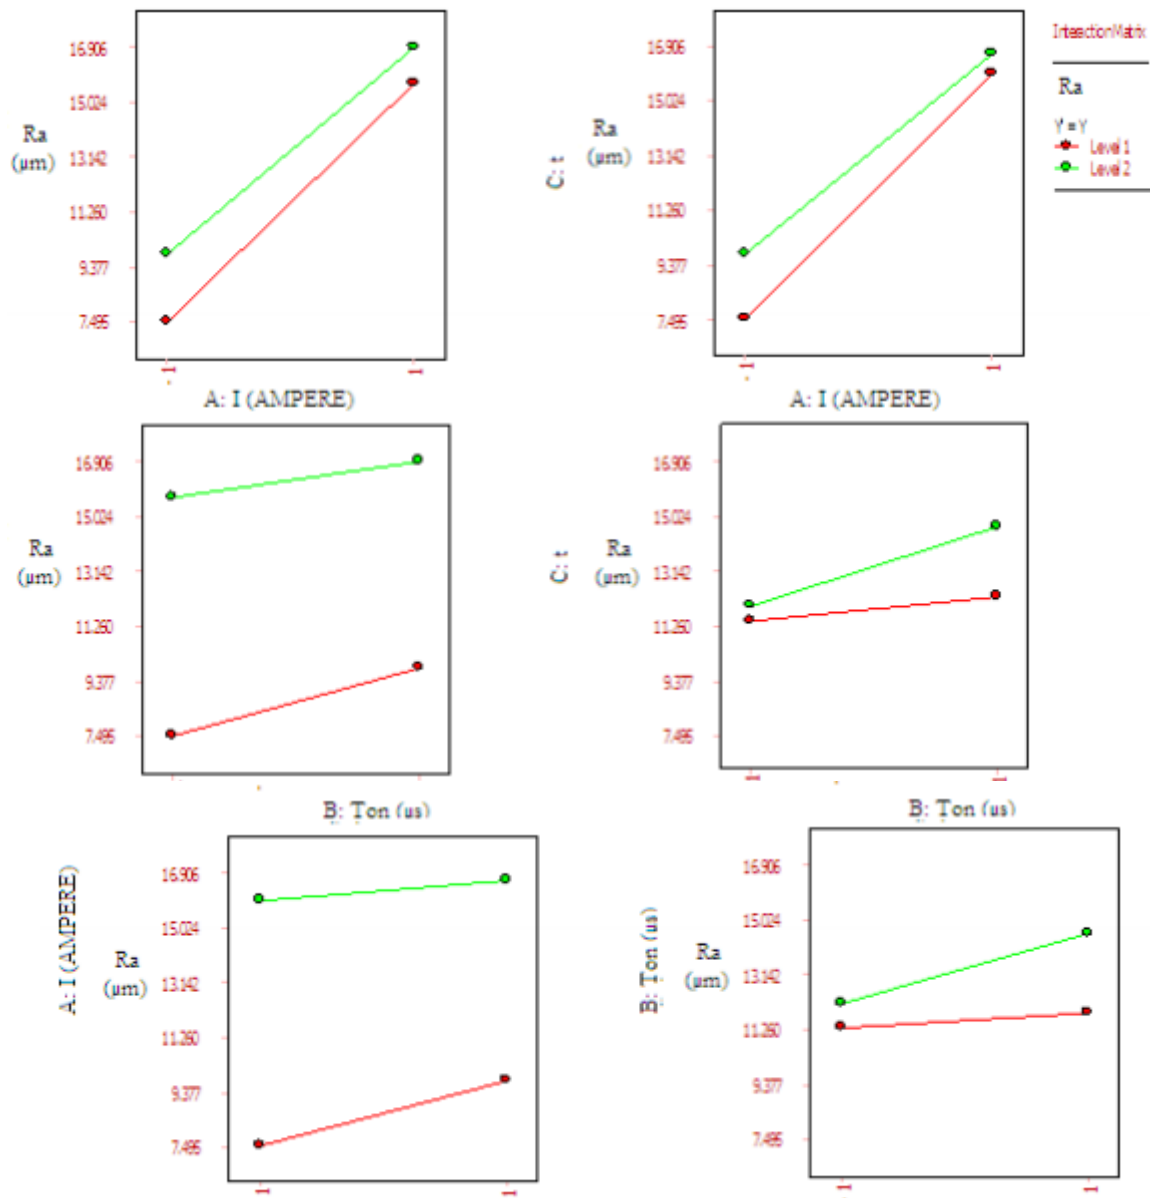 16.906
15.024
Ra
(µm)
13.142
11.260
9.377
7.495
-1
1
A: I (AMPERE)
16.906
15.024
C: t
Ra
(µm)
13.142
11.260
9.377
7.495
-1
1
A: I (AMPERE)
InteractionMatrix
Ra
Y' = Y
Level 1
Level 2
16.906
15.024
Ra
(µm)
13.142
11.260
9.377
7.495
B: Ton (us)
16.906
15.024
C: t
Ra
(µm)
13.142
11.260
9.377
7.495
1
1
B: Ton (us)
A: I (AMPERE)
16.906
15.024
Ra
(µm)
13.142
11.260
9.377
7.495
1
1
B: Ton (us)
16.906
15.024
Ra
(µm)
13.142
11.260
9.377
7.495
1
1